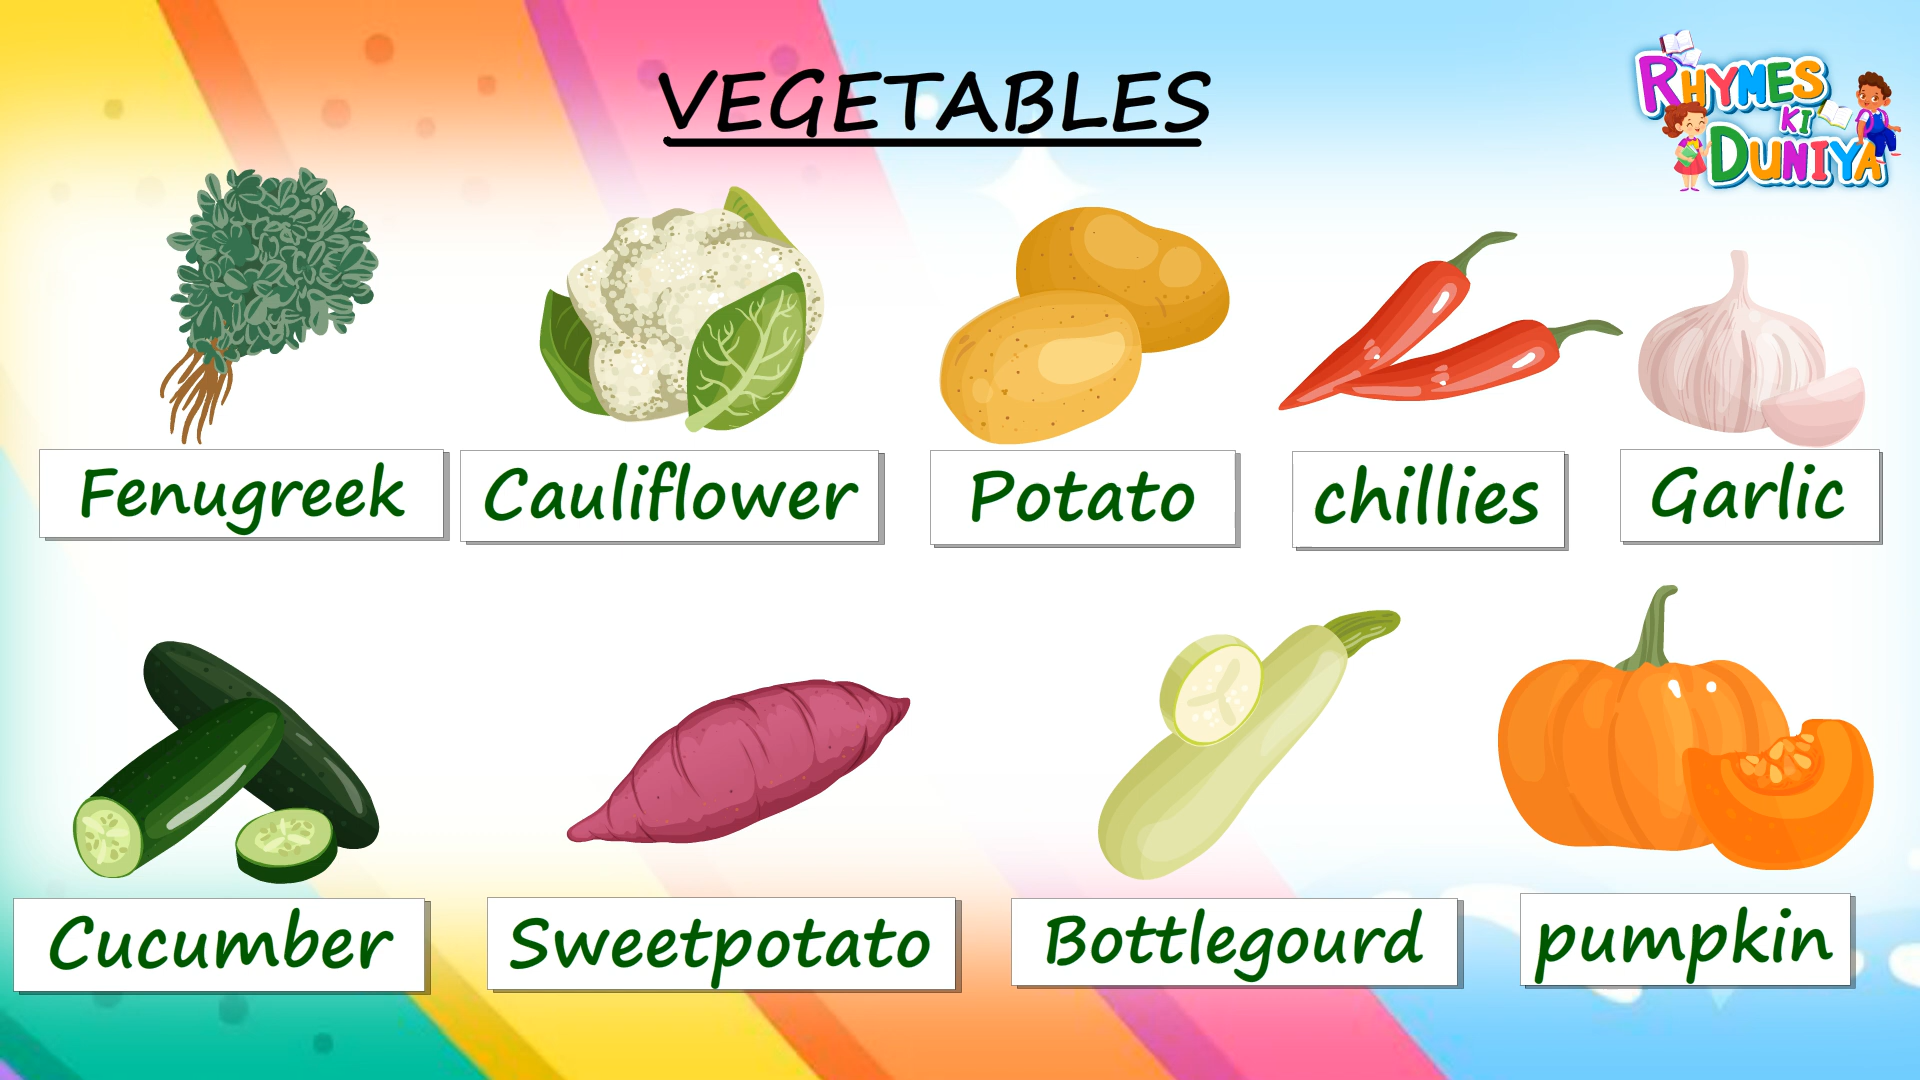 VEGETABLES
RHYMES
KI
DUNIYA
Fenugreek
Cauliflower
Potato
chillies
Garlic
Cucumber
Sweetpotato
Bottlegourd
pumpkin